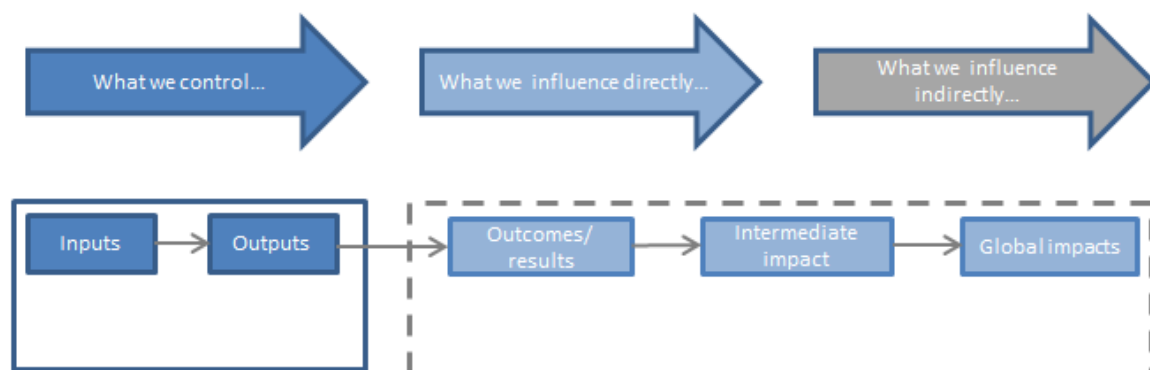 What we control...
What we influence directly...
What we influence
indirectly...
Inputs
Outputs
Outcomes/
results
Intermediate
impact
Global impacts